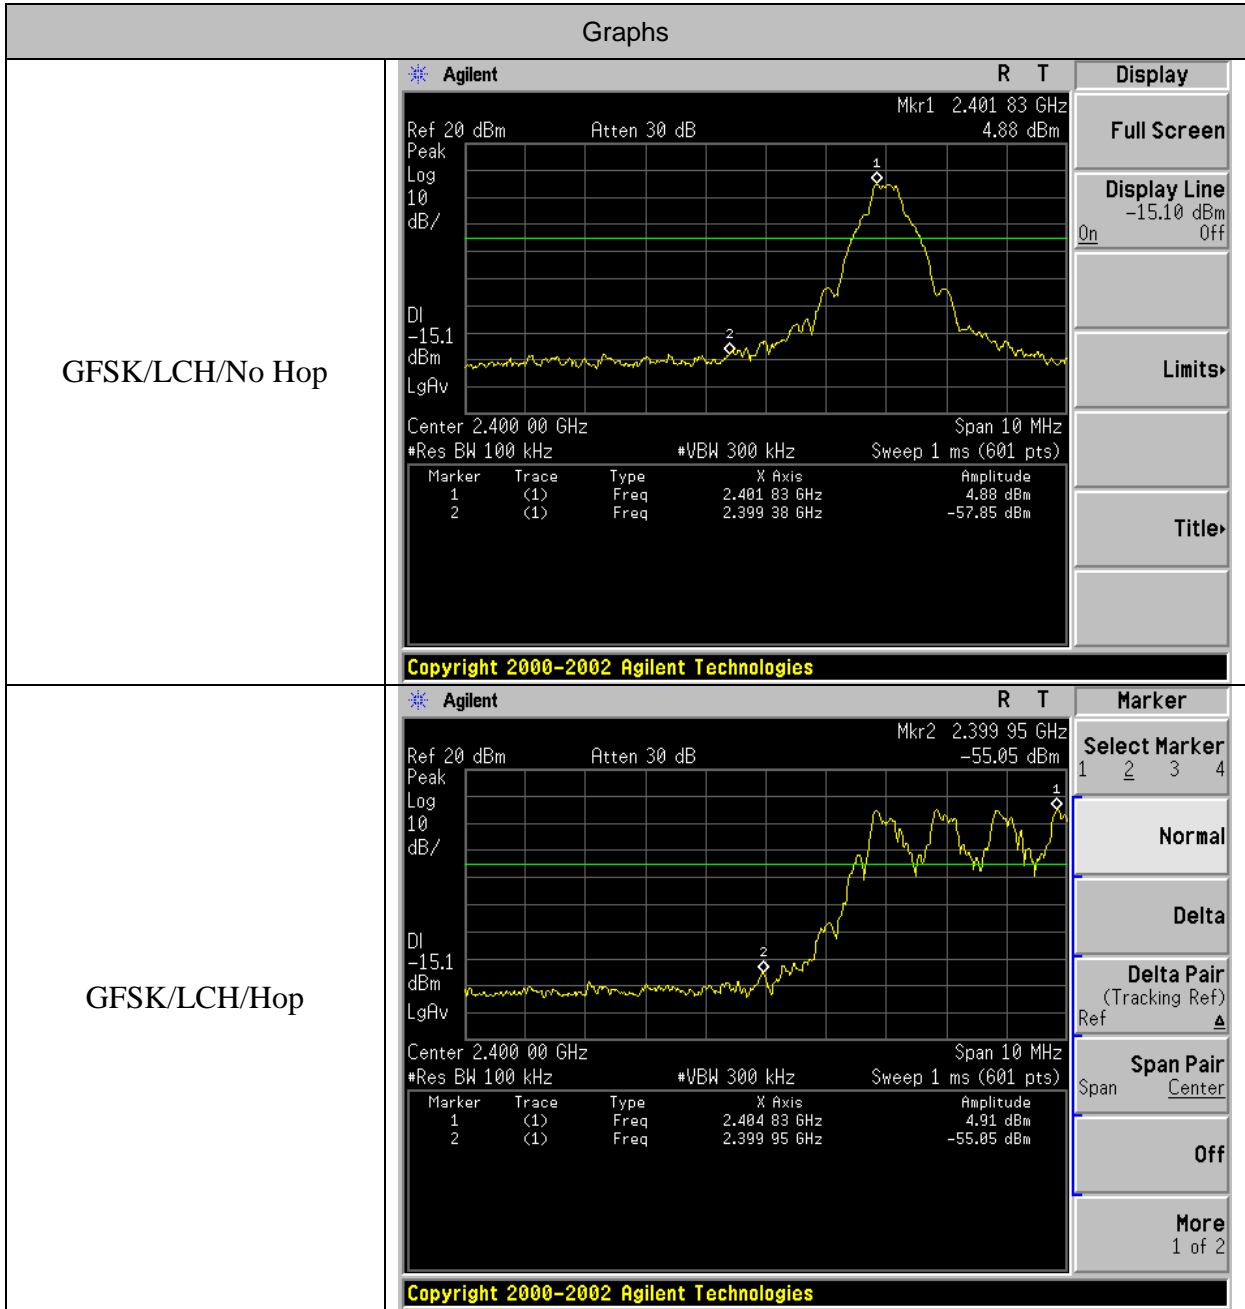 Graphs
GFSK/LCH/No Hop
Agilent R T
Mkr1 2.401 83 GHz
Ref 20 dBm Atten 30 dB 4.88 dBm
Peak
Log
10
dB/
1
2
DI
-15.1
dBm
LgAv
Center 2.400 00 GHz Span 10 MHz
#Res BW 100 kHz #VBW 300 kHz Sweep 1 ms (601 pts)
Marker Trace Type X Axis Amplitude
1 (1) Freq 2.401 83 GHz 4.88 dBm
2 (1) Freq 2.399 38 GHz -57.85 dBm
Copyright 2000-2002 Agilent Technologies
Display
Full Screen
Display Line
-15.10 dBm
On Off
Limits▸
Title▸
GFSK/LCH/Hop
Agilent R T
Mkr2 2.399 95 GHz
Ref 20 dBm Atten 30 dB -55.05 dBm
Peak
Log
10
dB/
1
2
DI
-15.1
dBm
LgAv
Center 2.400 00 GHz Span 10 MHz
#Res BW 100 kHz #VBW 300 kHz Sweep 1 ms (601 pts)
Marker Trace Type X Axis Amplitude
1 (1) Freq 2.404 83 GHz 4.91 dBm
2 (1) Freq 2.399 95 GHz -55.05 dBm
Copyright 2000-2002 Agilent Technologies
Marker
Select Marker
1 2 3 4
Normal
Delta
Delta Pair
(Tracking Ref)
Ref Δ
Span Pair
Span Center
Off
More
1 of 2